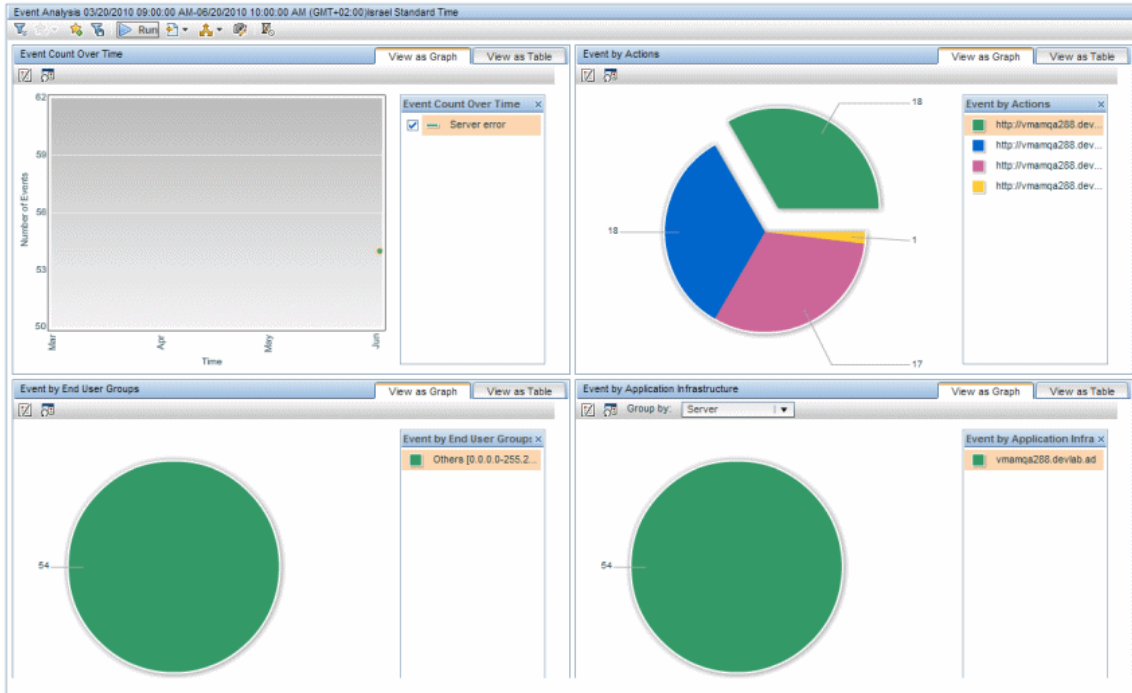 Event Analysis 03/20/2010 09:00:00 AM-06/20/2010 10:00:00 AM (GMT+02:00)Israel Standard Time
Run
Event Count Over Time
View as Graph
View as Table
62
59
56
53
50
Number of Events
Mar
Apr
May
Jun
Time
Event Count Over Time
Server error
Event by Actions
View as Graph
View as Table
18
18
1
17
Event by Actions
http://vmamqa288.dev...
http://vmamqa288.dev...
http://vmamqa288.dev...
http://vmamqa288.dev...
Event by End User Groups
View as Graph
View as Table
54
Event by End User Group:
Others [0.0.0.0-255.2...
Event by Application Infrastructure
View as Graph
View as Table
Group by: Server
54
Event by Application Infra
vmamqa288.devlab.ad